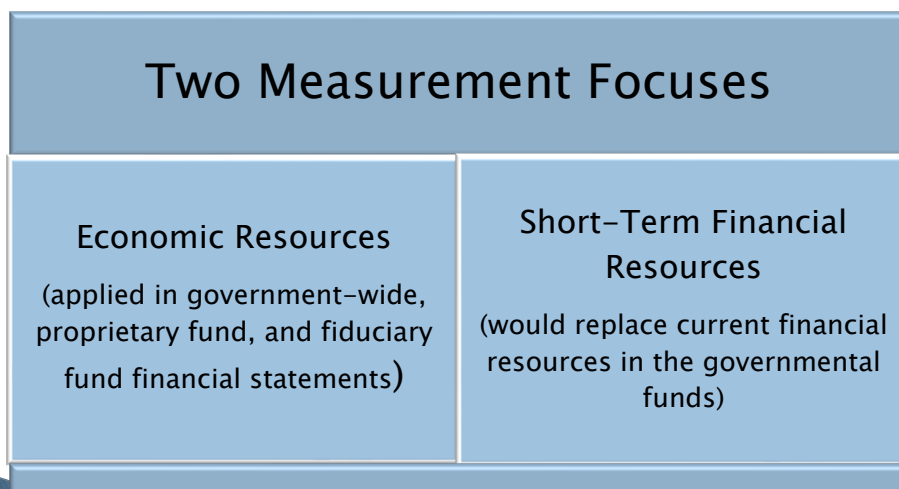 Two Measurement Focuses
Economic Resources
(applied in government-wide,
proprietary fund, and fiduciary
fund financial statements)
Short-Term Financial
Resources
(would replace current financial
resources in the governmental
funds)